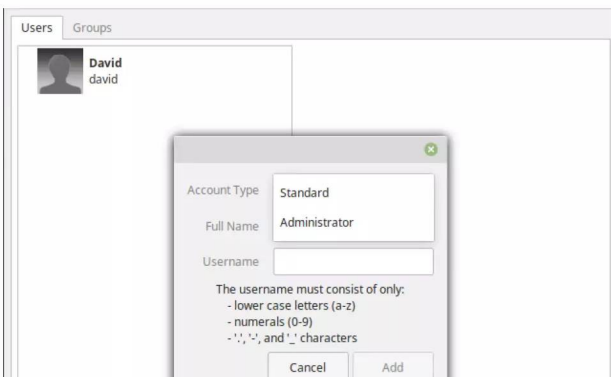 Users Groups
David
david
Account Type
Standard
Full Name
Administrator
Username
The username must consist of only:
- lower case letters (a-z)
- numerals (0-9)
- '.', '-', and '_' characters
Cancel Add